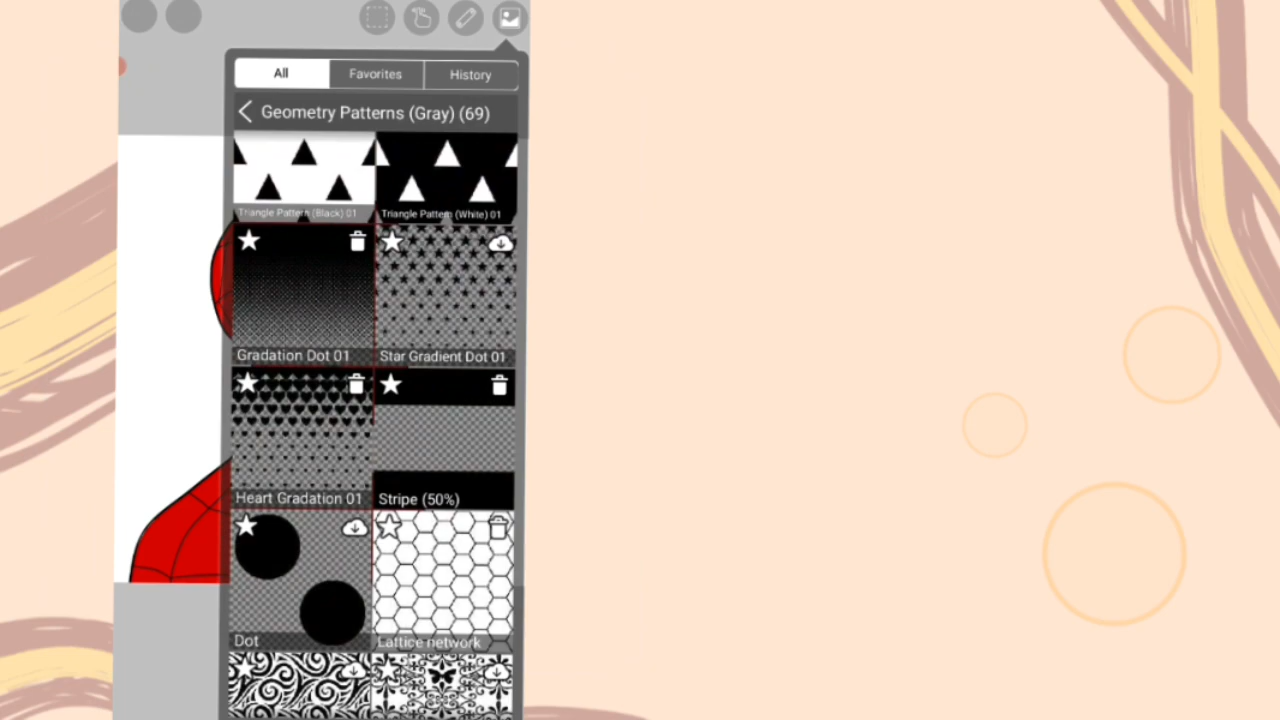 All Favorites History
Geometry Patterns (Gray) (69)
Triangle Pattern (Black) 01 Triangle Pattern (White) 01
Gradation Dot 01 Star Gradient Dot 01
Heart Gradation 01 Stripe (50%)
Dot Lattice network